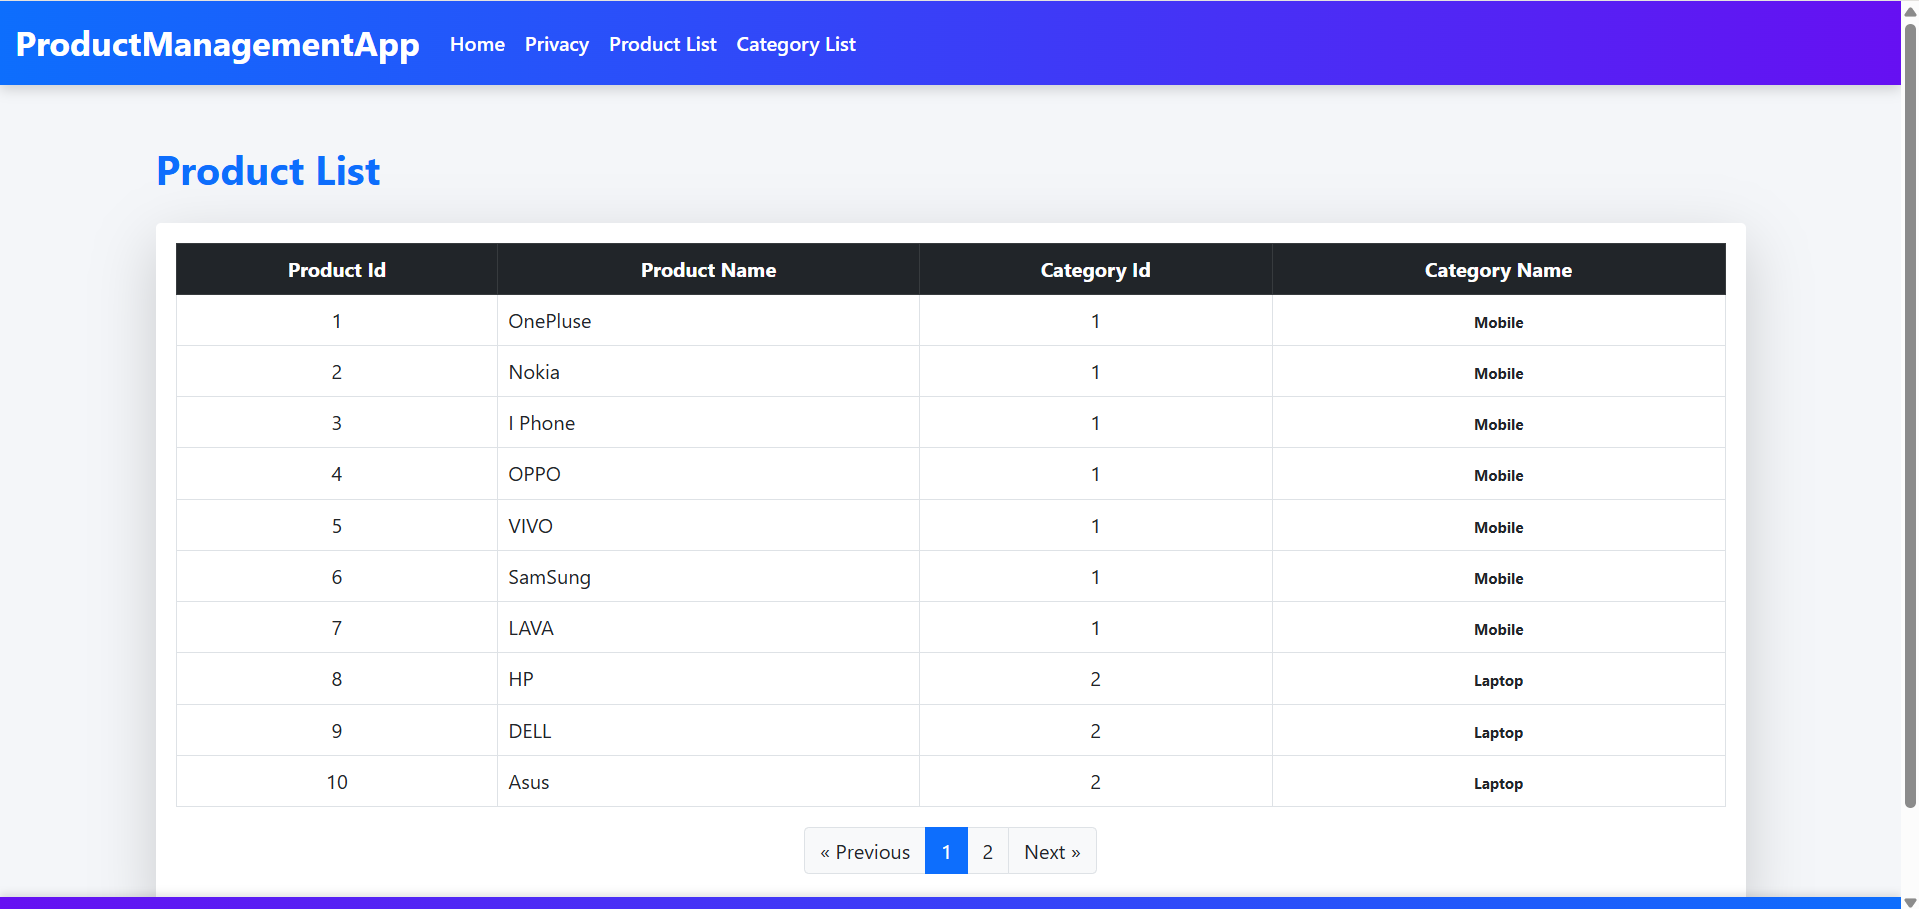 ProductManagementApp Home Privacy Product List Category List
Product List
Product Id Product Name Category Id Category Name
1 OnePluse 1 Mobile
2 Nokia 1 Mobile
3 I Phone 1 Mobile
4 OPPO 1 Mobile
5 VIVO 1 Mobile
6 SamSung 1 Mobile
7 LAVA 1 Mobile
8 HP 2 Laptop
9 DELL 2 Laptop
10 Asus 2 Laptop
« Previous 1 2 Next »